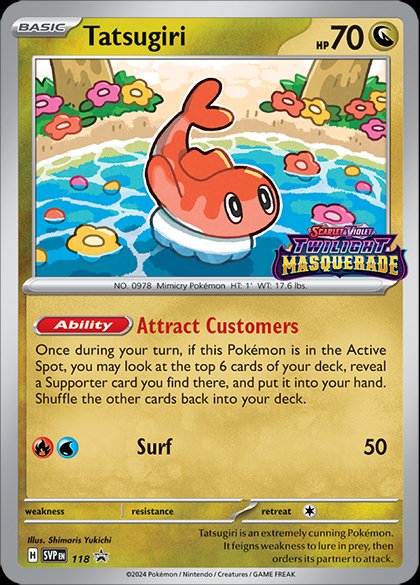 BASIC
Tatsugiri
HP 70
SCARLET & VIOLET
TWILIGHT
MASQUERADE
NO. 0978 Mimicry Pokémon HT: 1' WT: 17.6 lbs.
Ability Attract Customers
Once during your turn, if this Pokémon is in the Active
Spot, you may look at the top 6 cards of your deck, reveal
a Supporter card you find there, and put it into your hand.
Shuffle the other cards back into your deck.
Surf 50
weakness resistance retreat
Illus. Shimaris Yukichi
H SVP EN 118
Tatsugiri is an extremely cunning Pokémon.
It feigns weakness to lure in prey, then
orders its partner to attack.
©2024 Pokémon / Nintendo / Creatures / GAME FREAK